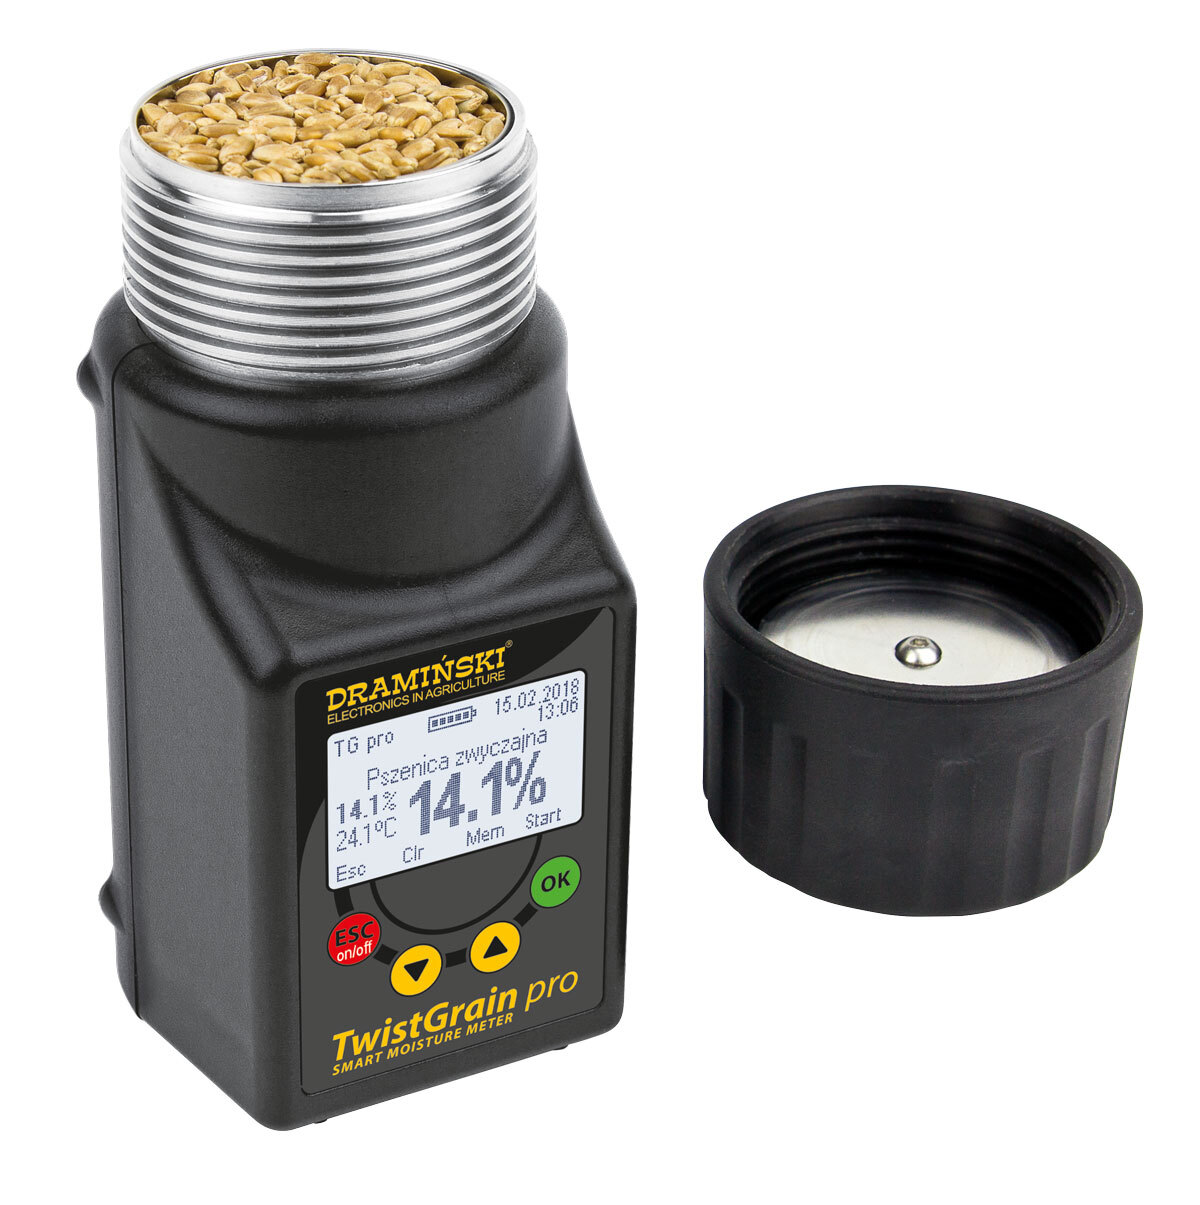 DRAMIŃSKI®
ELECTRONICS IN AGRICULTURE
15.02.2018
13:06
TG pro
Pszenica zwyczajna
14.1% 14.1%
24.1ºC
Esc Clr Mem Start
ESC
on/off
OK
TwistGrain pro
SMART MOISTURE METER